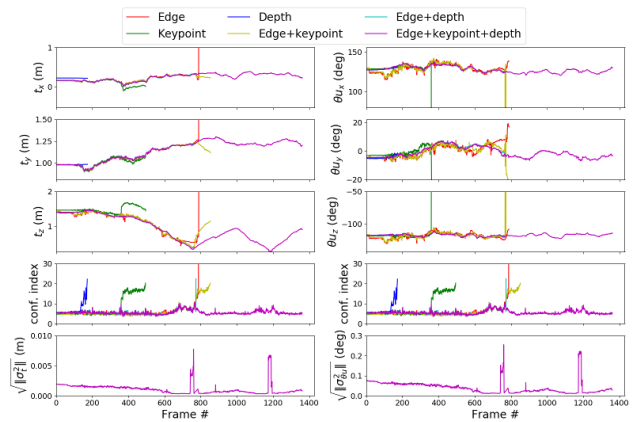 Edge Depth Edge+depth
Keypoint Edge+keypoint Edge+keypoint+depth
1
0
t_x (m)
150
100
θu_x (deg)
1.50
1.25
1.00
t_y (m)
20
0
−20
θu_y (deg)
2
1
t_z (m)
−50
−100
θu_z (deg)
30
20
10
0
conf. index
30
20
10
0
conf. index
0.010
0.005
0.000
√‖σ_t^2‖ (m)
0.3
0.2
0.1
0.0
√‖σ_θu^2‖ (deg)
0 200 400 600 800 1000 1200 1400
0 200 400 600 800 1000 1200 1400
Frame #
Frame #